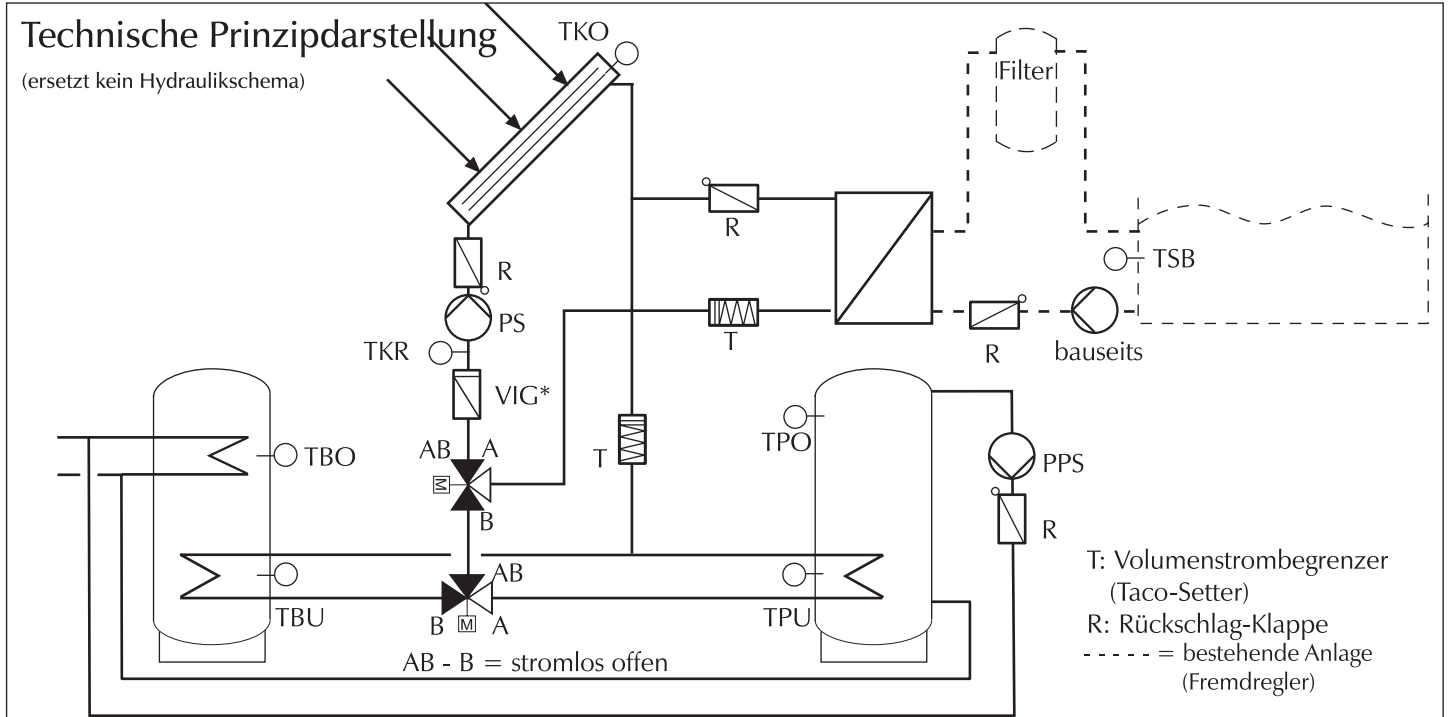 Technische Prinzipdarstellung
(ersetzt kein Hydraulikschema)
TKO
Filter
R
R
TSB
PS
TKR
T
R
bauseits
VIG*
AB A
M
B
T
TBO
TPO
PPS
R
AB
TBU
B M A
TPU
AB - B = stromlos offen
T: Volumenstrombegrenzer
(Taco-Setter)
R: Rückschlag-Klappe
- - - - - = bestehende Anlage
(Fremdregler)